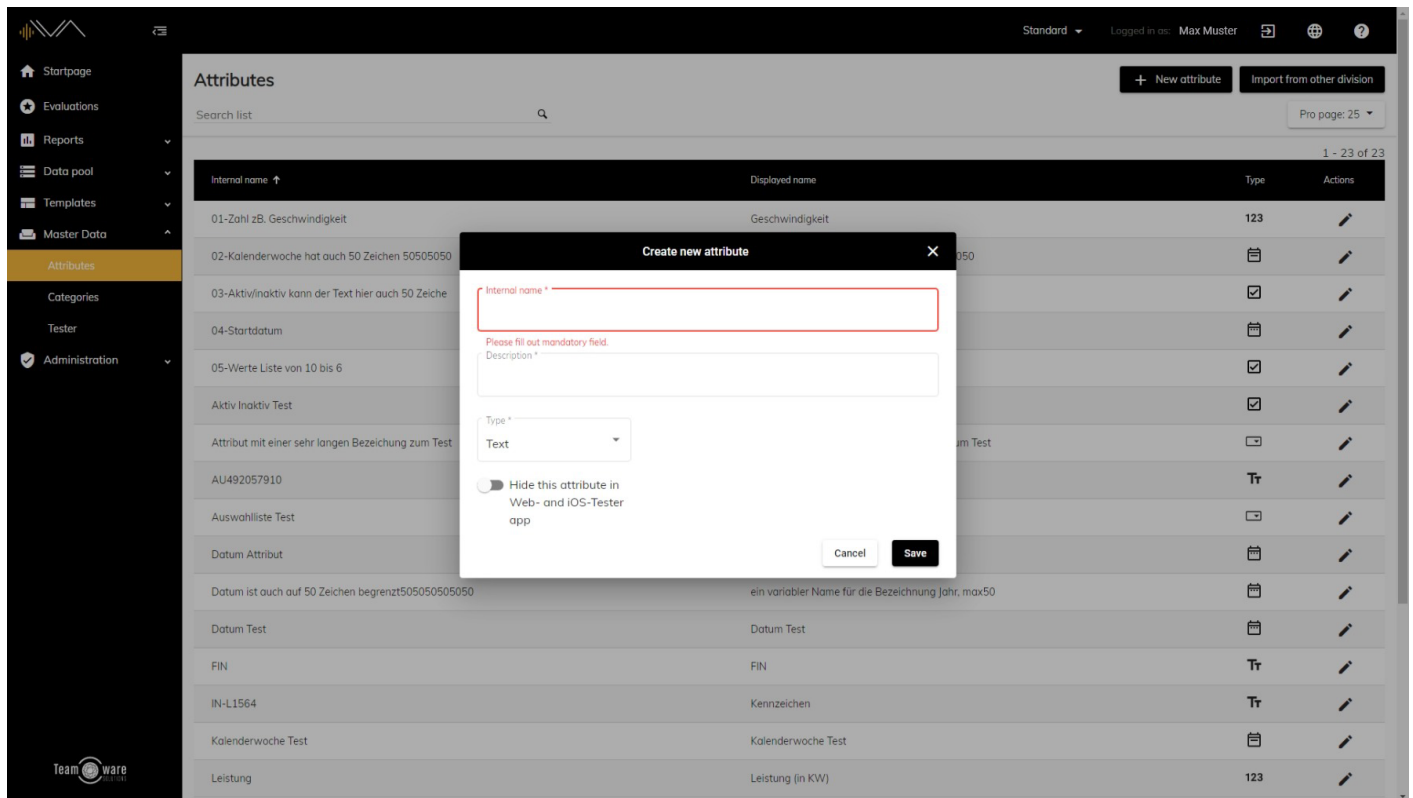 Standard
Logged in as: Max Muster
Startpage
Evaluations
Reports
Data pool
Templates
Master Data
Attributes
Categories
Tester
Administration
Team ware
SOLUTIONS
Attributes
+ New attribute
Import from other division
Search list
Pro page: 25
1 - 23 of 23
Internal name Displayed name Type Actions
01-Zahl zB. Geschwindigkeit Geschwindigkeit 123
02-Kalenderwoche hat auch 50 Zeichen 50505050 050
03-Aktiv/inaktiv kann der Text hier auch 50 Zeiche
04-Startdatum
05-Werte Liste von 10 bis 6
Aktiv Inaktiv Test
Attribut mit einer sehr langen Bezeichung zum Test um Test
AU492057910 TT
Auswahlliste Test
Datum Attribut
Datum ist auch auf 50 Zeichen begrenzt505050505050 ein variabler Name für die Bezeichnung Jahr, max50
Datum Test Datum Test
FIN FIN TT
IN-L1564 Kennzeichen TT
Kalenderwoche Test Kalenderwoche Test
Leistung Leistung (in KW) 123
Create new attribute
Internal name *
Please fill out mandatory field.
Description *
Type *
Text
Hide this attribute in
Web- and iOS-Tester
app
Cancel
Save